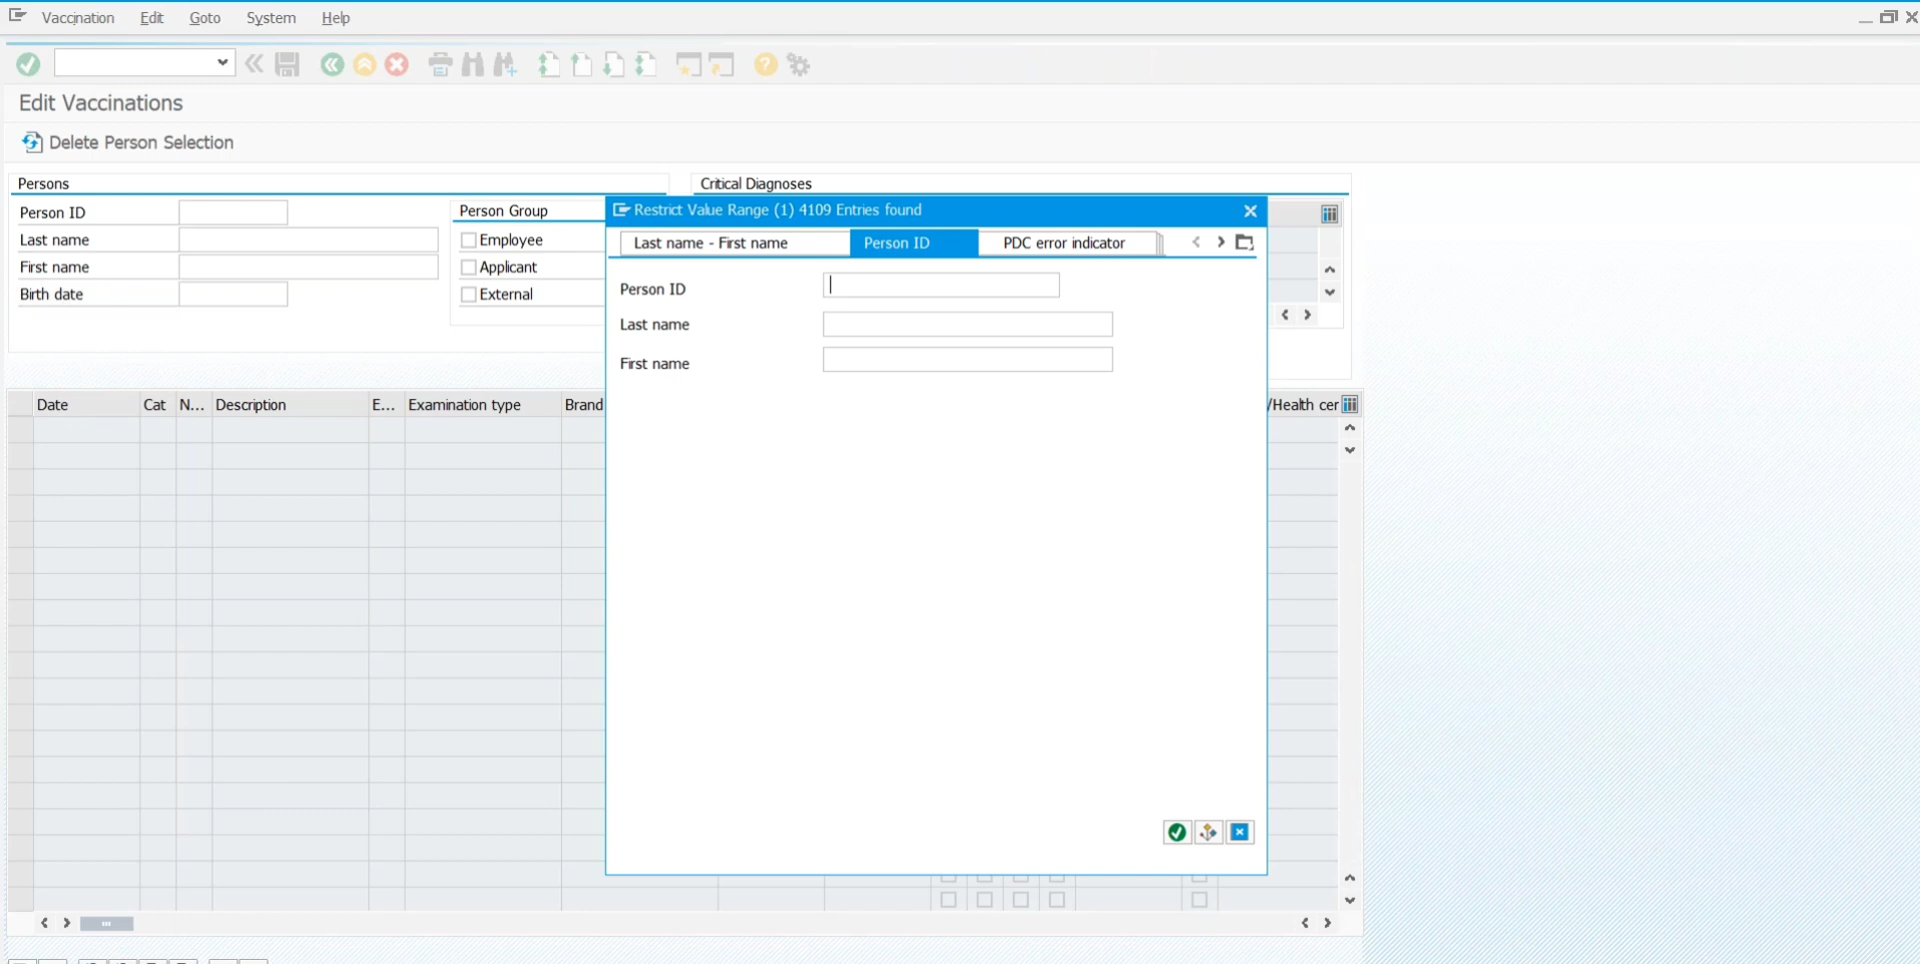 Vaccination Edit Goto System Help
Edit Vaccinations
Delete Person Selection
Persons
Person ID
Last name
First name
Birth date
Person Group
Employee
Applicant
External
Critical Diagnoses
Restrict Value Range (1) 4109 Entries found
Last name - First name Person ID PDC error indicator
Person ID
Last name
First name
Date Cat N... Description E... Examination type Brand /Health cer